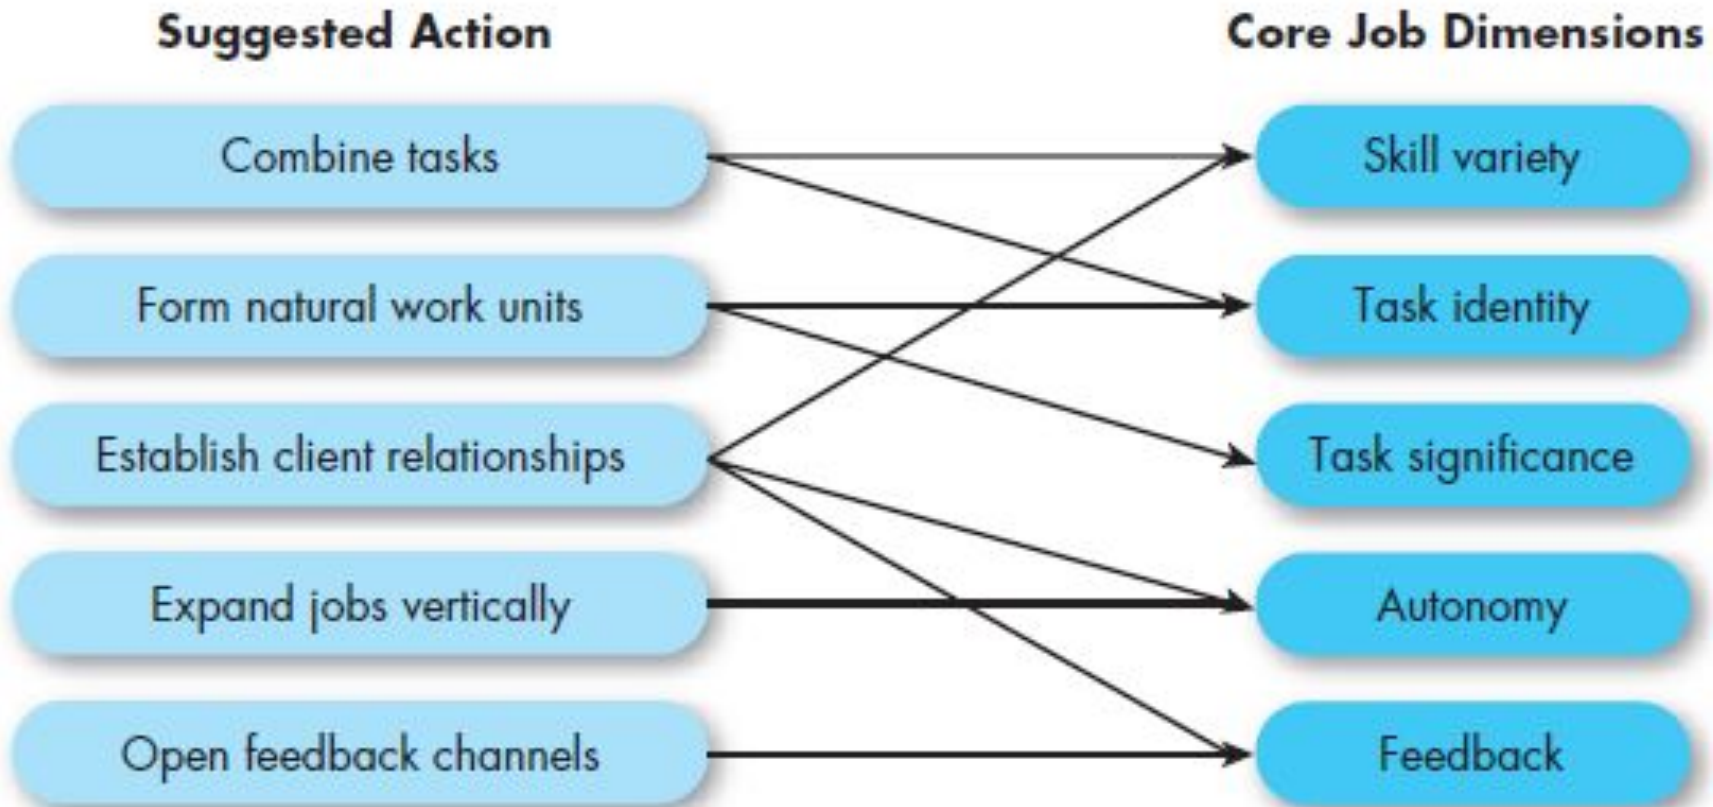 Suggested Action
Core Job Dimensions
Combine tasks
Skill variety
Form natural work units
Task identity
Establish client relationships
Task significance
Expand jobs vertically
Autonomy
Open feedback channels
Feedback